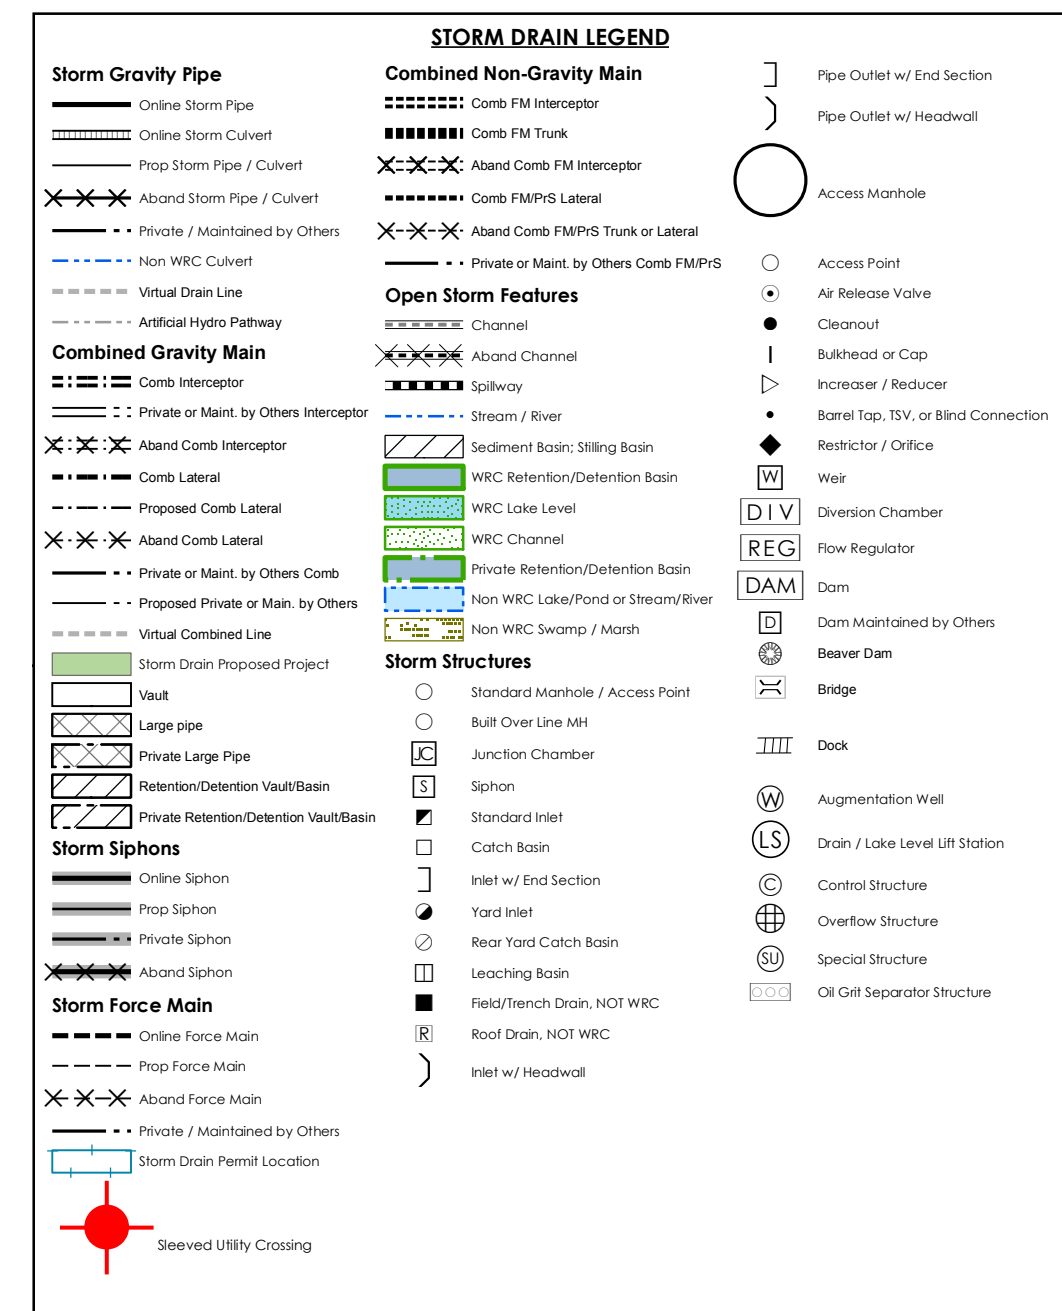 STORM DRAIN LEGEND
Storm Gravity Pipe
Online Storm Pipe
Online Storm Culvert
Prop Storm Pipe / Culvert
Aband Storm Pipe / Culvert
Private / Maintained by Others
Non WRC Culvert
Virtual Drain Line
Artificial Hydro Pathway
Combined Gravity Main
Comb Interceptor
Private or Maint. by Others Interceptor
Aband Comb Interceptor
Comb Lateral
Proposed Comb Lateral
Aband Comb Lateral
Private or Maint. by Others Comb
Proposed Private or Main. by Others
Virtual Combined Line
Storm Drain Proposed Project
Vault
Large pipe
Private Large Pipe
Retention/Detention Vault/Basin
Private Retention/Detention Vault/Basin
Storm Siphons
Online Siphon
Prop Siphon
Private Siphon
Aband Siphon
Storm Force Main
Online Force Main
Prop Force Main
Aband Force Main
Private / Maintained by Others
Storm Drain Permit Location
Sleeved Utility Crossing
Combined Non-Gravity Main
Comb FM Interceptor
Comb FM Trunk
Aband Comb FM Interceptor
Comb FM/PrS Lateral
Aband Comb FM/PrS Trunk or Lateral
Private or Maint. by Others Comb FM/PrS
Open Storm Features
Channel
Aband Channel
Spillway
Stream / River
Sediment Basin; Stilling Basin
WRC Retention/Detention Basin
WRC Lake Level
WRC Channel
Private Retention/Detention Basin
Non WRC Lake/Pond or Stream/River
Non WRC Swamp / Marsh
Storm Structures
Standard Manhole / Access Point
Built Over Line MH
JC Junction Chamber
S Siphon
Standard Inlet
Catch Basin
Inlet w/ End Section
Yard Inlet
Rear Yard Catch Basin
Leaching Basin
Field/Trench Drain, NOT WRC
R Roof Drain, NOT WRC
Inlet w/ Headwall
Pipe Outlet w/ End Section
Pipe Outlet w/ Headwall
Access Manhole
Access Point
Air Release Valve
Cleanout
Bulkhead or Cap
Increaser / Reducer
Barrel Tap, TSV, or Blind Connection
Restrictor / Orifice
W Weir
DIV Diversion Chamber
REG Flow Regulator
DAM Dam
D Dam Maintained by Others
Beaver Dam
Bridge
Dock
W Augmentation Well
LS Drain / Lake Level Lift Station
C Control Structure
Overflow Structure
SU Special Structure
Oil Grit Separator Structure